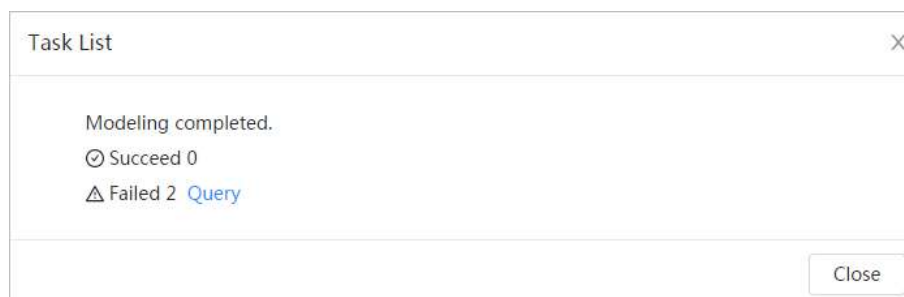 Task List
Modeling completed.
Succeed 0
Failed 2 Query
Close